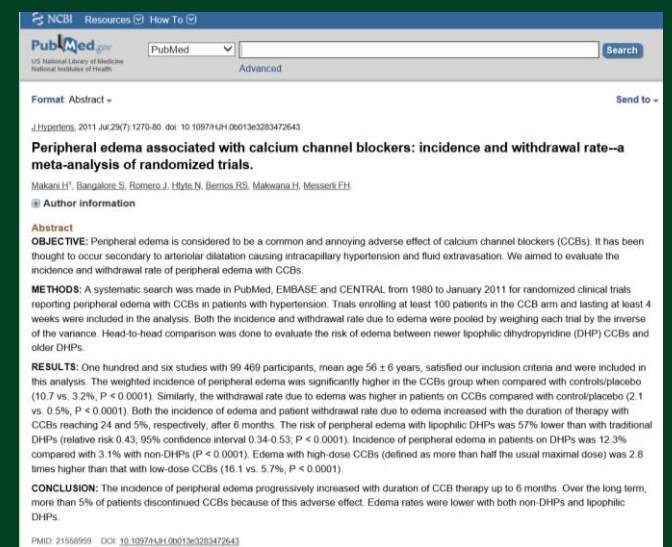 NCBI Resources How To
PubMed.gov
US National Library of Medicine
National Institutes of Health
PubMed
Search
Advanced
Format: Abstract
Send to
J Hypertens. 2011 Jul;29(7):1270-80. doi: 10.1097/HJH.0b013e3283472643.
Peripheral edema associated with calcium channel blockers: incidence and withdrawal rate--a
meta-analysis of randomized trials.
Makani H¹, Bangalore S, Romero J, Htyte N, Berrios RS, Makwana H, Messerli FH.
Author information
Abstract
OBJECTIVE: Peripheral edema is considered to be a common and annoying adverse effect of calcium channel blockers (CCBs). It has been
thought to occur secondary to arteriolar dilatation causing intracapillary hypertension and fluid extravasation. We aimed to evaluate the
incidence and withdrawal rate of peripheral edema with CCBs.
METHODS: A systematic search was made in PubMed, EMBASE and CENTRAL from 1980 to January 2011 for randomized clinical trials
reporting peripheral edema with CCBs in patients with hypertension. Trials enrolling at least 100 patients in the CCB arm and lasting at least 4
weeks were included in the analysis. Both the incidence and withdrawal rate due to edema were pooled by weighing each trial by the inverse
of the variance. Head-to-head comparison was done to evaluate the risk of edema between newer lipophilic dihydropyridine (DHP) CCBs and
older DHPs.
RESULTS: One hundred and six studies with 99 469 participants, mean age 56 ± 6 years, satisfied our inclusion criteria and were included in
this analysis. The weighted incidence of peripheral edema was significantly higher in the CCBs group when compared with controls/placebo
(10.7 vs. 3.2%, P < 0.0001). Similarly, the withdrawal rate due to edema was higher in patients on CCBs compared with control/placebo (2.1
vs. 0.5%, P < 0.0001). Both the incidence of edema and patient withdrawal rate due to edema increased with the duration of therapy with
CCBs reaching 24 and 5%, respectively, after 6 months. The risk of peripheral edema with lipophilic DHPs was 57% lower than with traditional
DHPs (relative risk 0.43; 95% confidence interval 0.34-0.53; P < 0.0001). Incidence of peripheral edema in patients on DHPs was 12.3%
compared with 3.1% with non-DHPs (P < 0.0001). Edema with high-dose CCBs (defined as more than half the usual maximal dose) was 2.8
times higher than that with low-dose CCBs (16.1 vs. 5.7%, P < 0.0001).
CONCLUSION: The incidence of peripheral edema progressively increased with duration of CCB therapy up to 6 months. Over the long term,
more than 5% of patients discontinued CCBs because of this adverse effect. Edema rates were lower with both non-DHPs and lipophilic
DHPs.
PMID: 21558959 DOI: 10.1097/HJH.0b013e3283472643